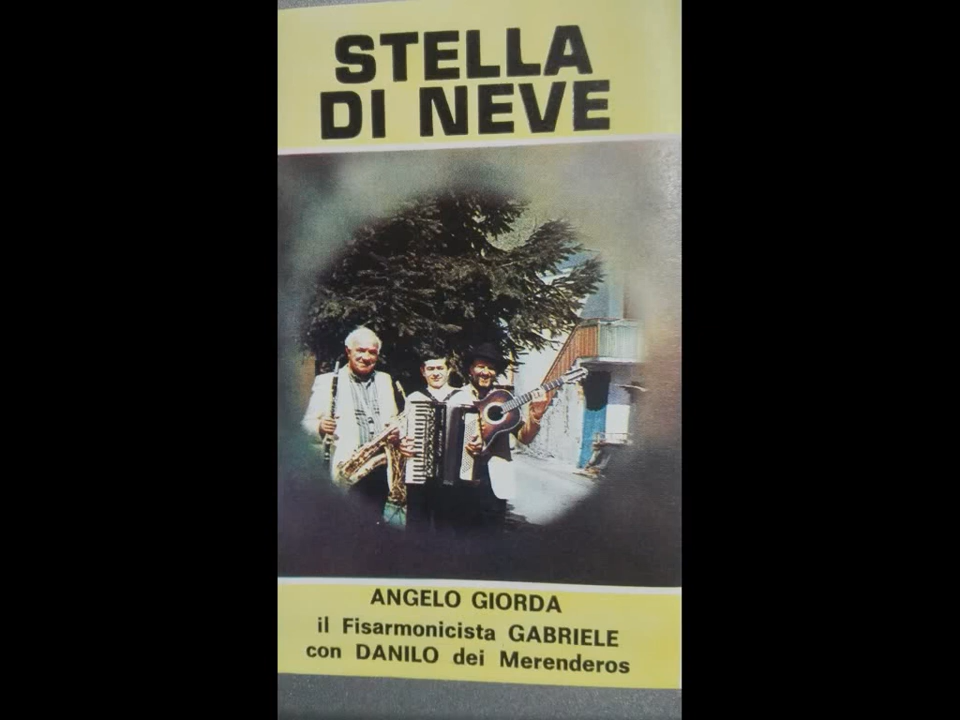 STELLA
DI NEVE
ANGELO GIORDA
il Fisarmonicista GABRIELE
con DANILO dei Merenderos